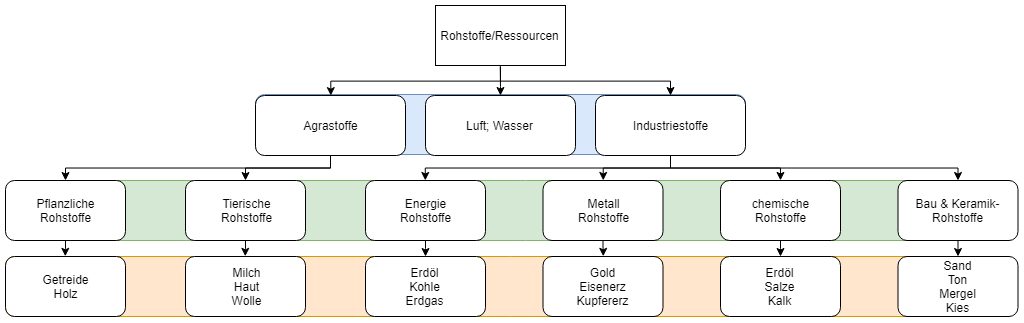 Rohstoffe/Ressourcen
Agrastoffe
Luft; Wasser
Industriestoffe
Pflanzliche
Rohstoffe
Tierische
Rohstoffe
Energie
Rohstoffe
Metall
Rohstoffe
chemische
Rohstoffe
Bau & Keramik-
Rohstoffe
Getreide
Holz
Milch
Haut
Wolle
Erdöl
Kohle
Erdgas
Gold
Eisenerz
Kupfererz
Erdöl
Salze
Kalk
Sand
Ton
Mergel
Kies